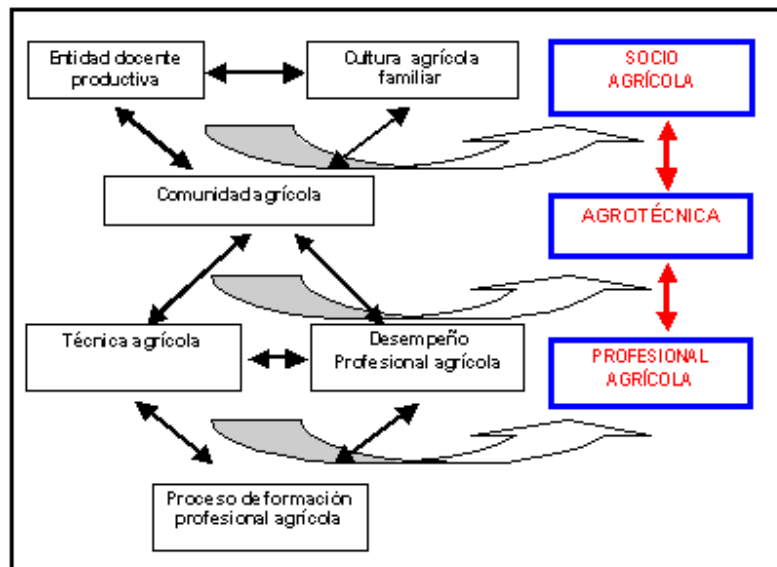 Entidad docente
productiva
Cultura agrícola
familiar
SOCIO
AGRÍCOLA
Comunidad agrícola
AGROTÉCNICA
Técnica agrícola
Desempeño
Profesional agrícola
PROFESIONAL
AGRÍCOLA
Proceso de formación
profesional agrícola